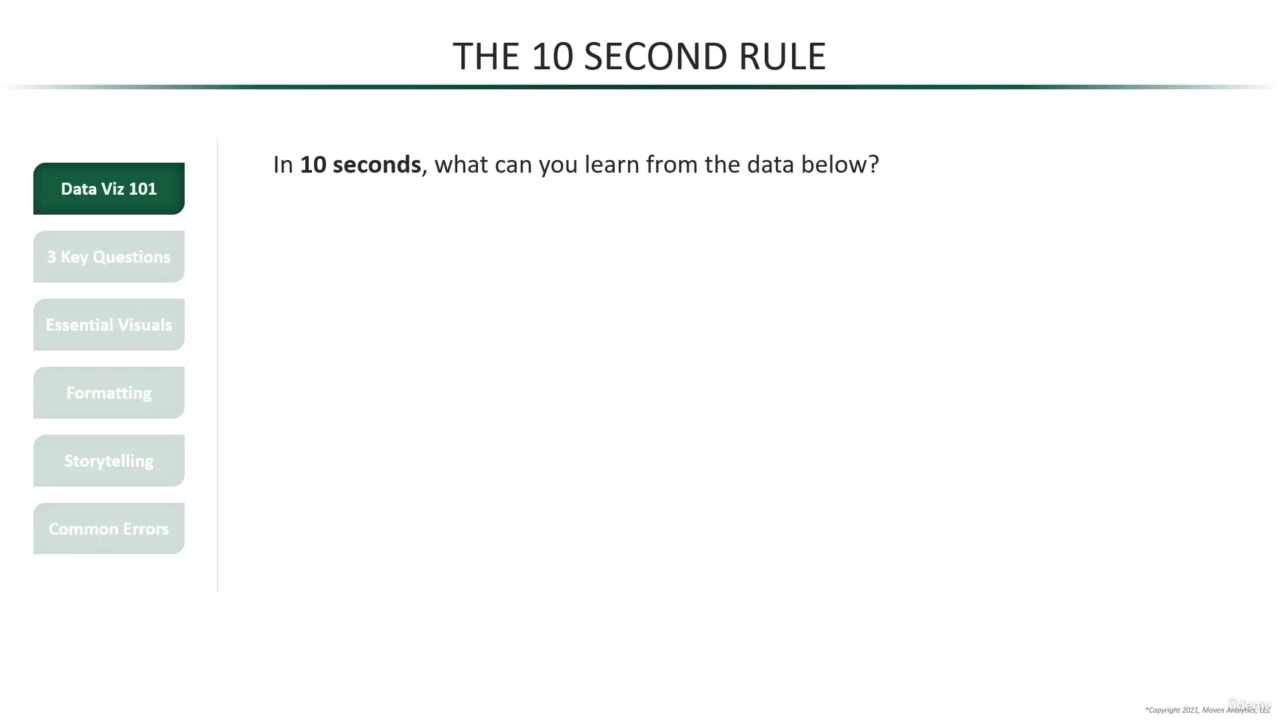 THE 10 SECOND RULE
In 10 seconds, what can you learn from the data below?
Data Viz 101
3 Key Questions
Essential Visuals
Formatting
Storytelling
Common Errors
*Copyright 2021, Maven Analytics, LLC
ûdemy